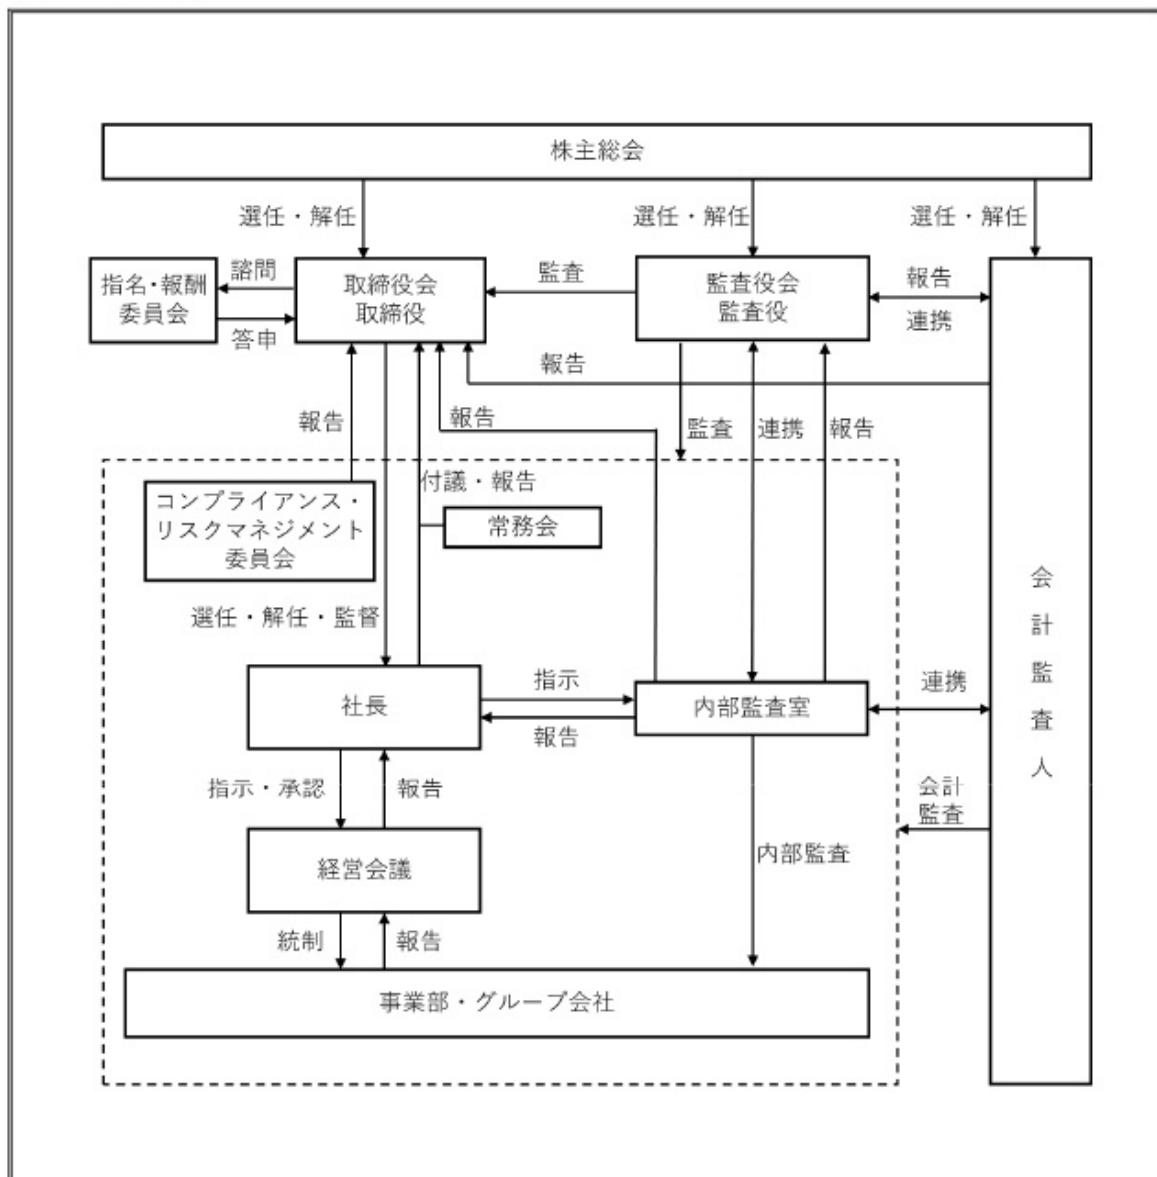 株主総会
選任・解任
選任・解任
選任・解任
指名・報酬
委員会
諮問
答申
取締役会
取締役
監査
監査役会
監査役
報告
連携
報告
報告
報告
監査
連携
報告
付議・報告
コンプライアンス・
リスクマネジメント
委員会
常務会
選任・解任・監督
社長
指示
報告
内部監査室
連携
会計監査人
指示・承認
報告
会計
監査
経営会議
内部監査
統制
報告
事業部・グループ会社